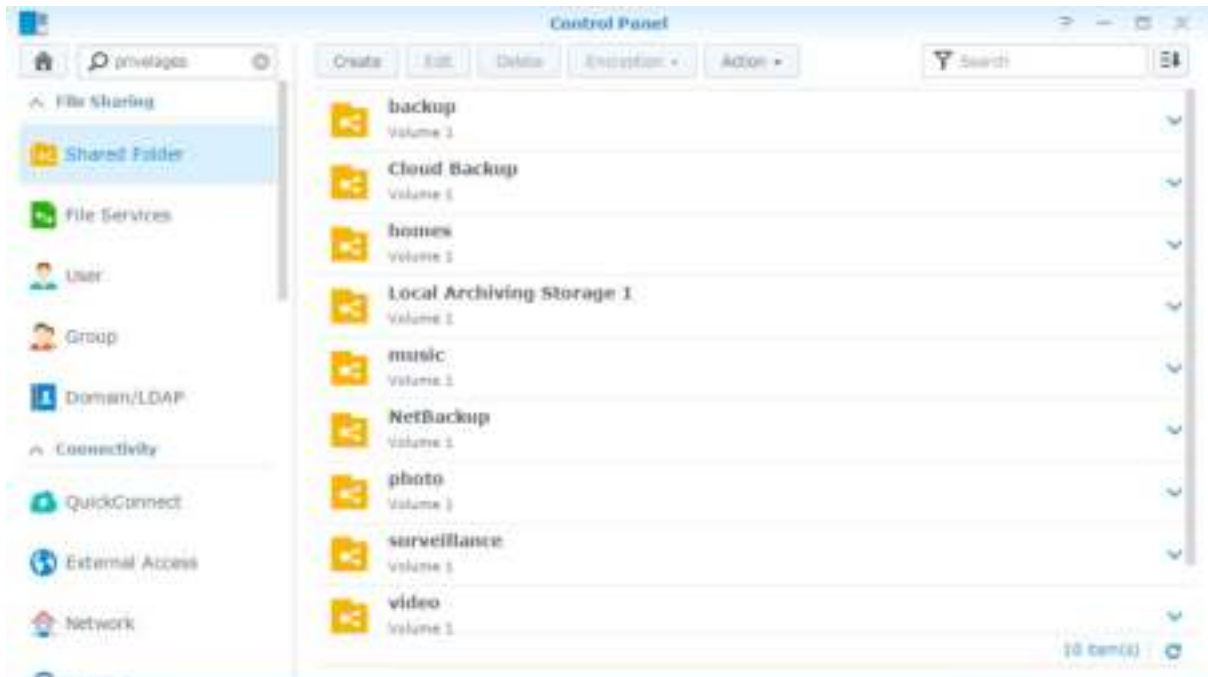 Control Panel
privelages
Create Edit Delete Encryption Action Search
File Sharing
Shared Folder
File Services
User
Group
Domain/LDAP
Connectivity
QuickConnect
External Access
Network
backup
Volume 1
Cloud Backup
Volume 1
homes
Volume 1
Local Archiving Storage 1
Volume 1
music
Volume 1
NetBackup
Volume 1
photo
Volume 1
surveillance
Volume 1
video
Volume 1
10 item(s)